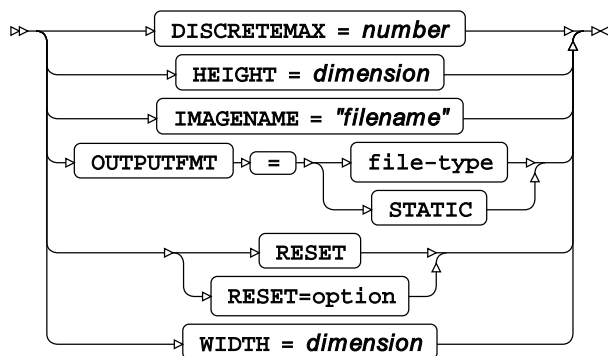 DISCRETEMAX = number
HEIGHT = dimension
IMAGENAME = "filename"
OUTPUTFMT = file-type
STATIC
RESET
RESET=option
WIDTH = dimension